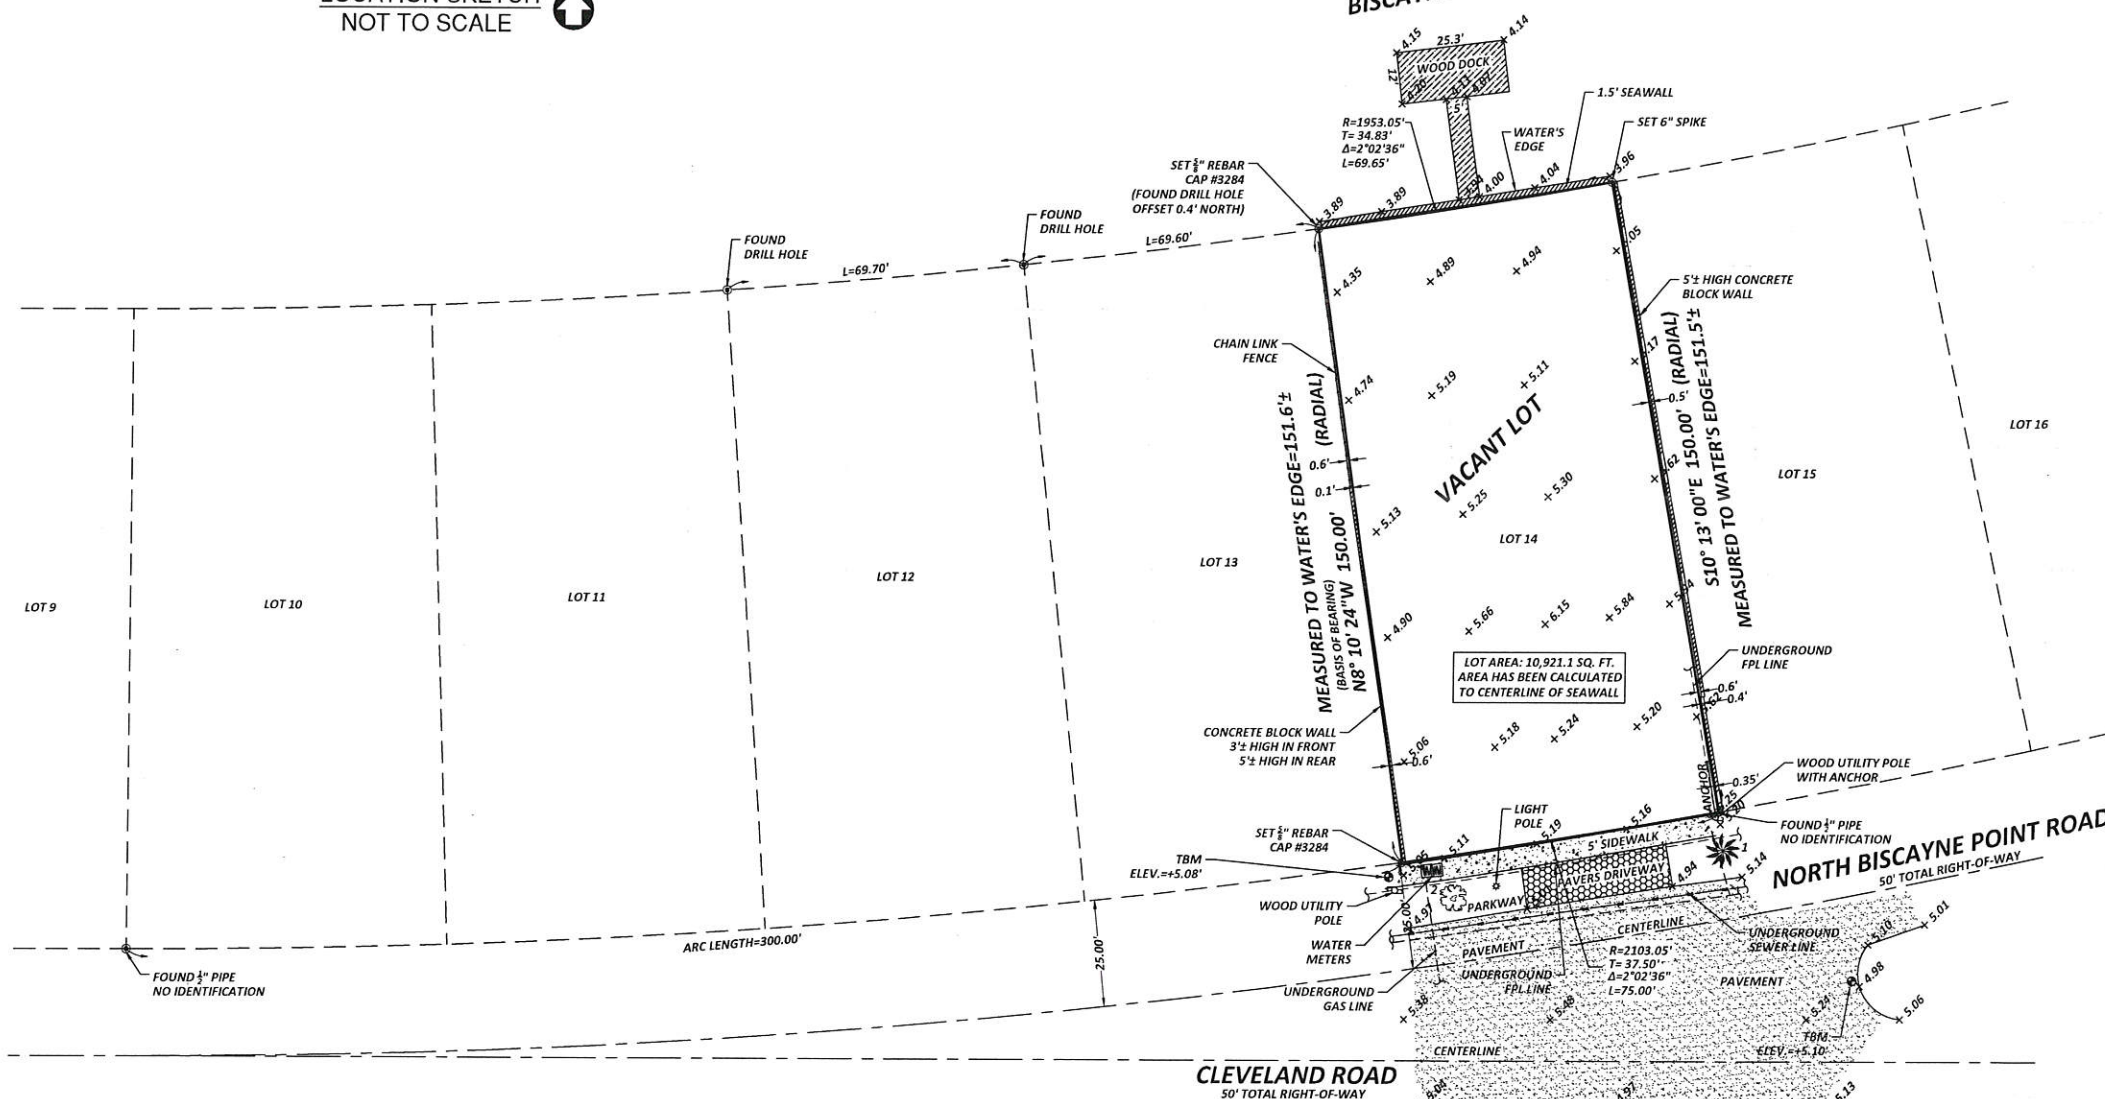 NOT TO SCALE
4.15
25.3'
4.14
WOOD DOCK
12'
4.20
5'
1.5' SEAWALL
R=1953.05'
T= 34.83'
Δ=2°02'36"
L=69.65'
WATER'S
EDGE
SET 6" SPIKE
3.96
4.04
4.00
3.89
3.89
SET 5/8" REBAR
CAP #3284
(FOUND DRILL HOLE
OFFSET 0.4' NORTH)
FOUND
DRILL HOLE
FOUND
DRILL HOLE
L=69.60'
L=69.70'
4.35
4.89
4.94
5'± HIGH CONCRETE
BLOCK WALL
CHAIN LINK
FENCE
4.74
5.19
5.11
0.5'
MEASURED TO WATER'S EDGE=151.6'±
(BASIS OF BEARING)
N8° 10' 24"W 150.00' (RADIAL)
S10° 13' 00"E 150.00' (RADIAL)
MEASURED TO WATER'S EDGE=151.5'±
VACANT LOT
0.6'
0.1'
5.13
5.25
5.30
LOT 9
LOT 10
LOT 11
LOT 12
LOT 13
LOT 14
LOT 15
LOT 16
4.90
5.66
6.15
5.84
LOT AREA: 10,921.1 SQ. FT.
AREA HAS BEEN CALCULATED
TO CENTERLINE OF SEAWALL
UNDERGROUND
FPL LINE
0.6'
0.4'
5.18
5.24
5.20
CONCRETE BLOCK WALL
3'± HIGH IN FRONT
5'± HIGH IN REAR
5.06
0.6'
ANCHOR
0.35'
WOOD UTILITY POLE
WITH ANCHOR
LIGHT
POLE
5.11
5.19
5.16
5' SIDEWALK
FOUND 1/2" PIPE
NO IDENTIFICATION
SET 5/8" REBAR
CAP #3284
TBM
ELEV.=+5.08'
PAVERS DRIVEWAY
4.94
1
5.14
NORTH BISCAYNE POINT ROAD
50' TOTAL RIGHT-OF-WAY
WOOD UTILITY
POLE
2
PARKWAY
WATER
METERS
PAVEMENT
CENTERLINE
UNDERGROUND
SEWER LINE
5.10
5.01
ARC LENGTH=300.00'
25.00'
FOUND 1/2" PIPE
NO IDENTIFICATION
UNDERGROUND
GAS LINE
UNDERGROUND
FPL LINE
R=2103.05'
T= 37.50'
Δ=2°02'36"
L=75.00'
PAVEMENT
4.98
5.38
5.48
5.24
5.06
TBM
ELEV.=+5.10'
CENTERLINE
CLEVELAND ROAD
50' TOTAL RIGHT-OF-WAY
5.13